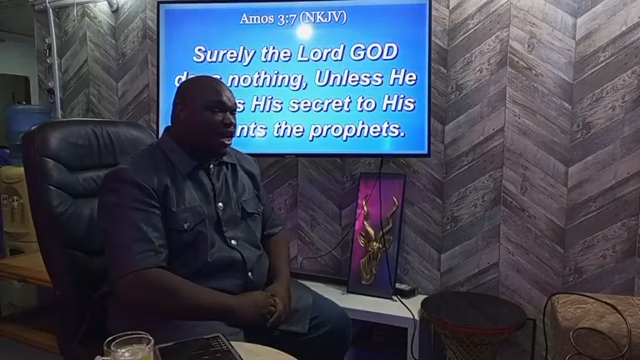 Amos 3:7 (NKJV)
Surely the Lord GOD
nothing, Unless He
His secret to His
the prophets.